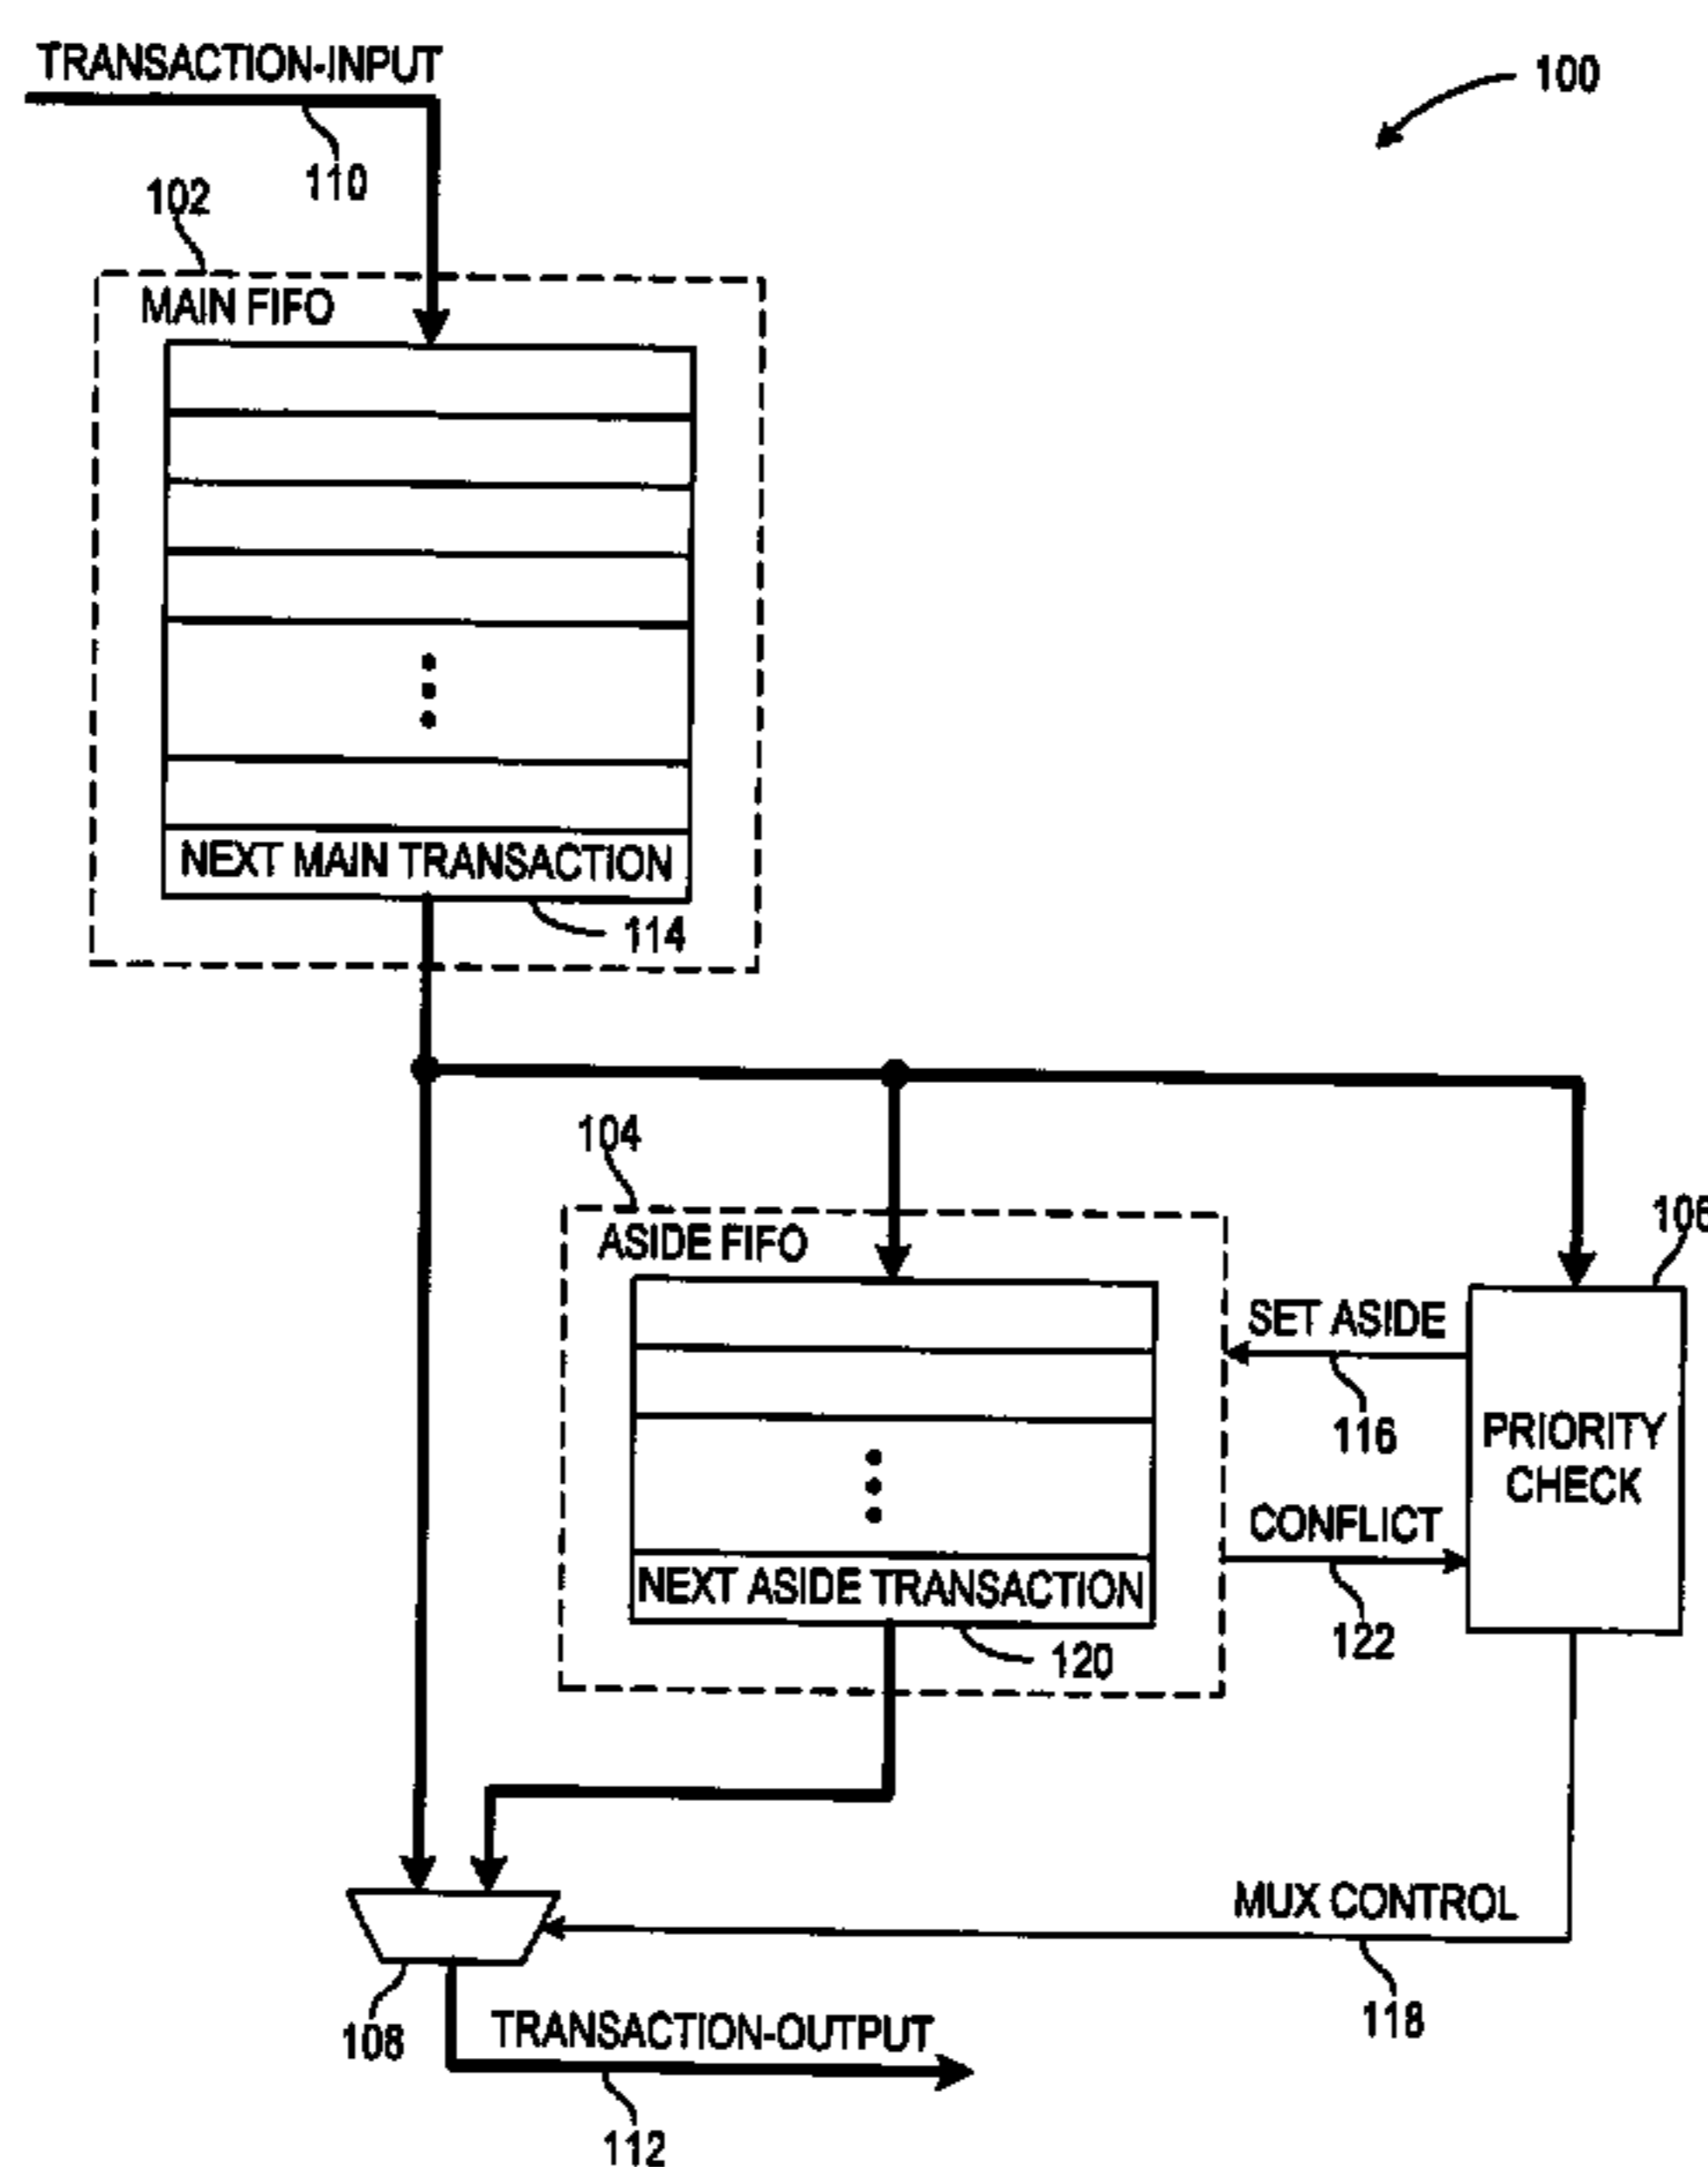 TRANSACTION-INPUT
100
110
102
MAIN FIFO
NEXT MAIN TRANSACTION
114
104
106
ASIDE FIFO
SET ASIDE
116
PRIORITY
CHECK
CONFLICT
NEXT ASIDE TRANSACTION
122
120
MUX CONTROL
118
108
TRANSACTION-OUTPUT
112